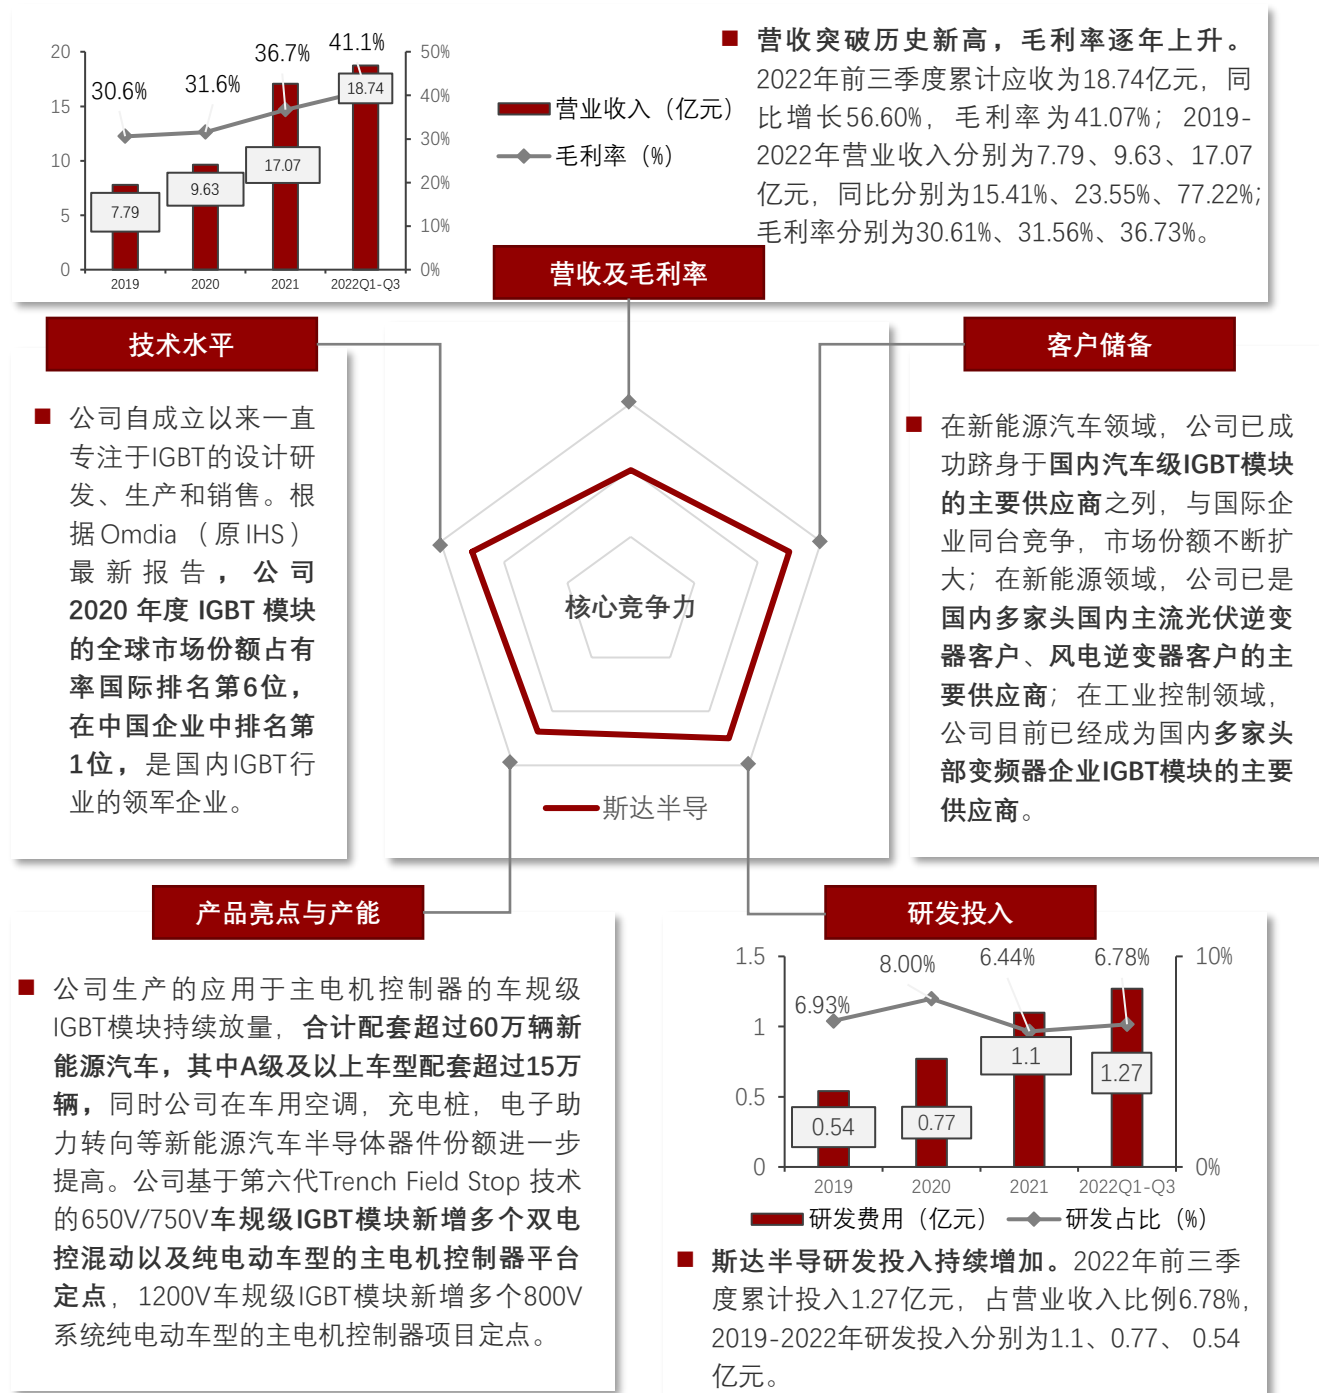 20
15
10
5
0
30.6%
31.6%
36.7%
41.1%
7.79
9.63
17.07
18.74
50%
40%
30%
20%
10%
0%
2019
2020
2021
2022Q1-Q3
营业收入（亿元）
毛利率（%）
营收突破历史新高，毛利率逐年上升。
2022年前三季度累计应收为18.74亿元，同
比增长56.60%，毛利率为41.07%；2019-
2022年营业收入分别为7.79、9.63、17.07
亿元，同比分别为15.41%、23.55%、77.22%;
毛利率分别为30.61%、31.56%、36.73%。
营收及毛利率
技术水平
公司自成立以来一直
专注于IGBT的设计研
发、生产和销售。根
据Omdia（原IHS）
最新报告，公司
2020 年度 IGBT 模块
的全球市场份额占有
率国际排名第6位，
在中国企业中排名第
1位，是国内IGBT行
业的领军企业。
核心竞争力
斯达半导
客户储备
在新能源汽车领域，公司已成
功跻身于国内汽车级IGBT模块
的主要供应商之列，与国际企
业同台竞争，市场份额不断扩
大；在新能源领域，公司已是
国内多家头国内主流光伏逆变
器客户、风电逆变器客户的主
要供应商；在工业控制领域，
公司目前已经成为国内多家头
部变频器企业IGBT模块的主要
供应商。
产品亮点与产能
公司生产的应用于主电机控制器的车规级
IGBT模块持续放量，合计配套超过60万辆新
能源汽车，其中A级及以上车型配套超过15万
辆，同时公司在车用空调，充电桩，电子助
力转向等新能源汽车半导体器件份额进一步
提高。公司基于第六代Trench Field Stop 技术
的650V/750V车规级IGBT模块新增多个双电
控混动以及纯电动车型的主电机控制器平台
定点，1200V车规级IGBT模块新增多个800V
系统纯电动车型的主电机控制器项目定点。
研发投入
1.5
1
0.5
0
6.93%
8.00%
6.44%
6.78%
0.54
0.77
1.1
1.27
10%
0%
2019
2020
2021
2022Q1-Q3
研发费用（亿元）
研发占比（%）
斯达半导研发投入持续增加。2022年前三季
度累计投入1.27亿元，占营业收入比例6.78%,
2019-2022年研发投入分别为1.1、0.77、 0.54
亿元。